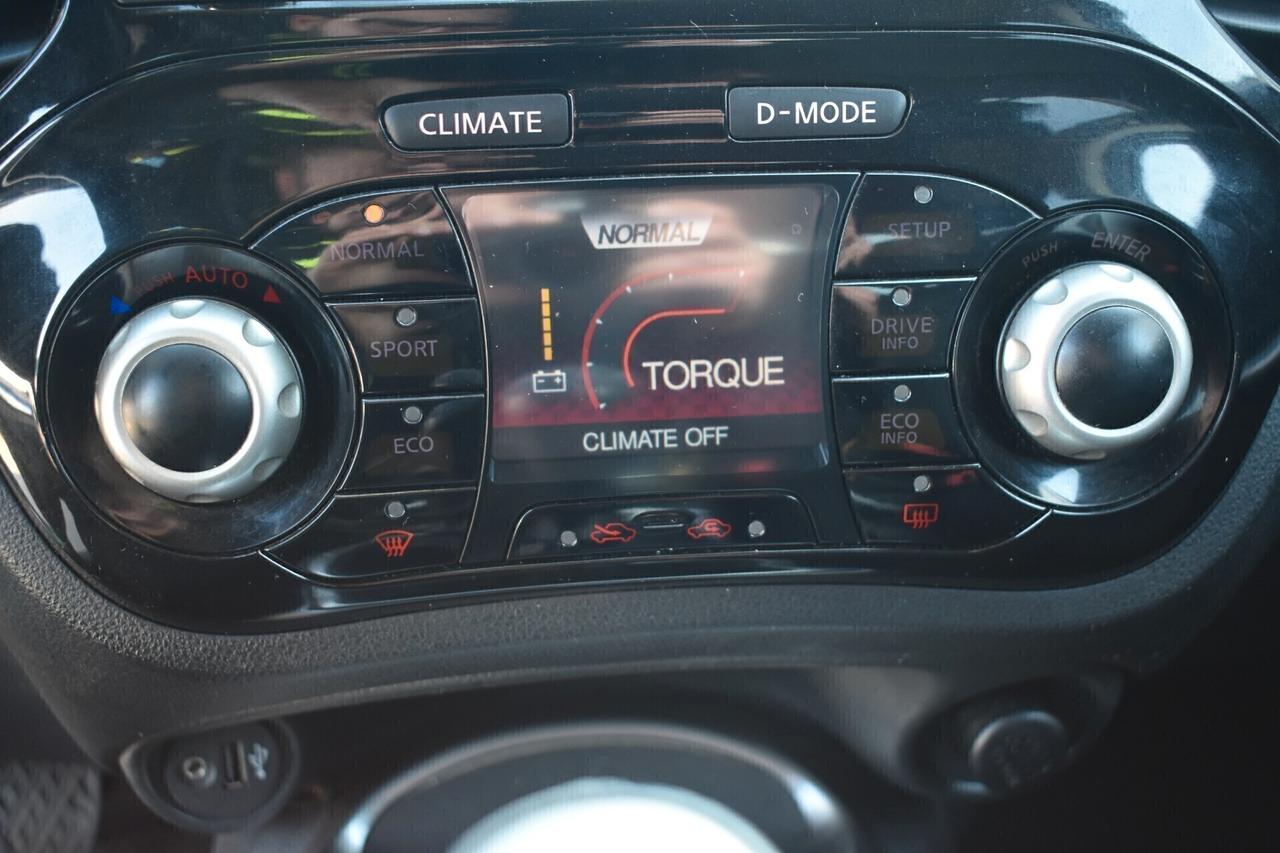 CLIMATE
D-MODE
NORMAL
NORMAL
SETUP
PUSH AUTO
PUSH ENTER
SPORT
DRIVE
INFO
TORQUE
ECO
ECO
INFO
CLIMATE OFF